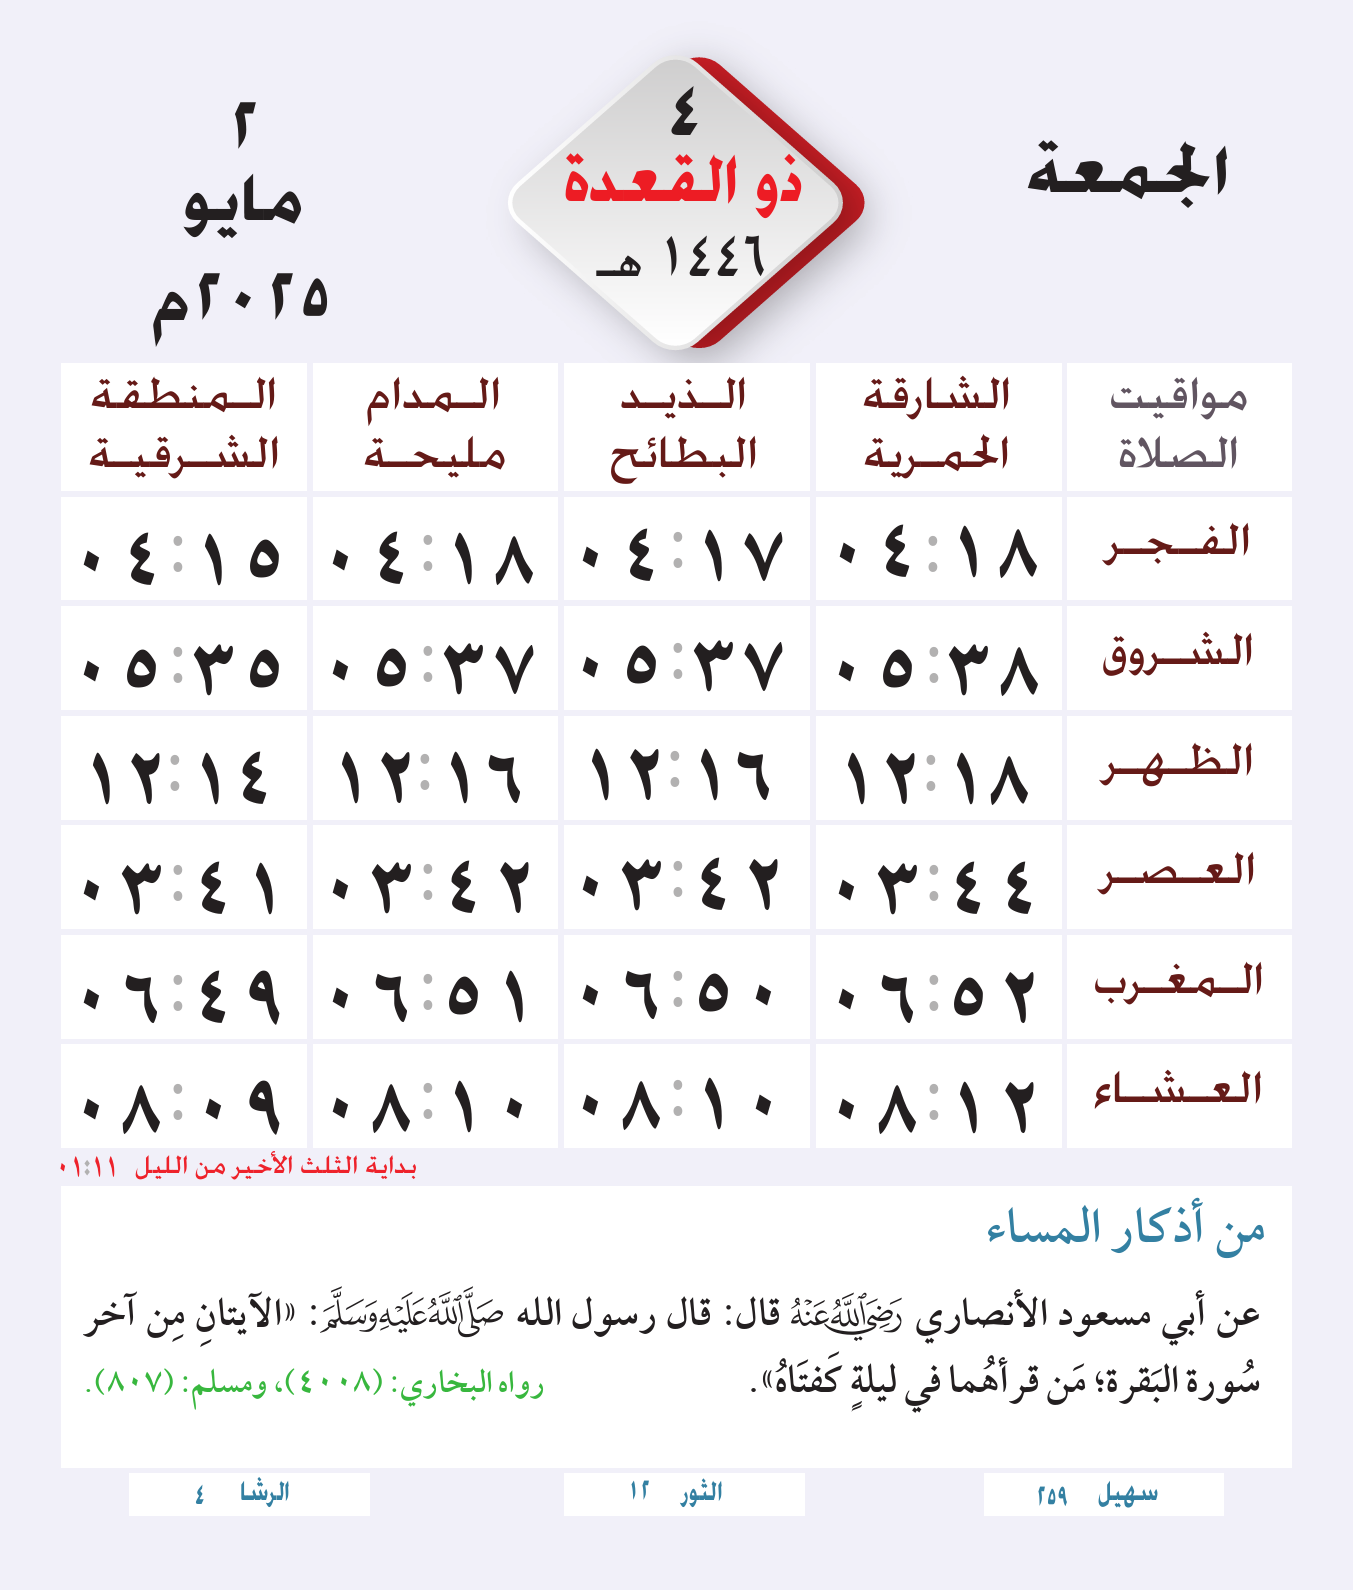 الجمعة
٤
ذو القعدة
١٤٤٦ هـ
٢
مايو
٢٠٢٥م
مواقيت الصلاة	الشارقة الحمرية	الذيد البطائح	المدام مليحة	المنطقة الشرقية
الفجر	٠٤:١٨	٠٤:١٧	٠٤:١٨	٠٤:١٥
الشروق	٠٥:٣٨	٠٥:٣٧	٠٥:٣٧	٠٥:٣٥
الظهر	١٢:١٨	١٢:١٦	١٢:١٦	١٢:١٤
العصر	٠٣:٤٤	٠٣:٤٢	٠٣:٤٢	٠٣:٤١
المغرب	٠٦:٥٢	٠٦:٥٠	٠٦:٥١	٠٦:٤٩
العشاء	٠٨:١٢	٠٨:١٠	٠٨:١٠	٠٨:٠٩
بداية الثلث الأخير من الليل ٠١:١١
من أذكار المساء
عن أبي مسعود الأنصاري رَضِيَ اللَّهُ عَنْهُ قال: قال رسول الله صَلَّى اللَّهُ عَلَيْهِ وَسَلَّمَ: «الآيتانِ مِن آخر
سُورة البَقرة؛ مَن قرأهُما في ليلةٍ كَفتَاهُ». رواه البخاري: (٤٠٠٨)، ومسلم: (٨٠٧).
سهيل ٢٥٩	الثور ١٢	الرشا ٤